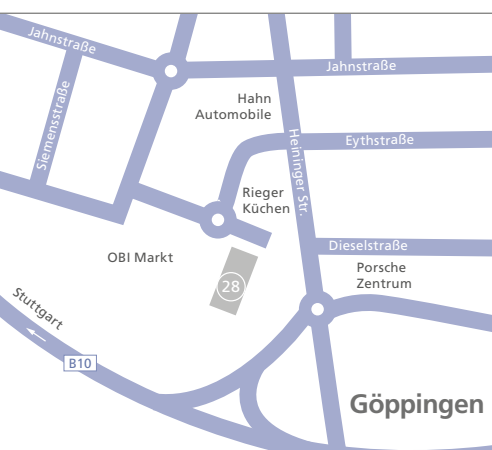 Jahnstraße
Jahnstraße
Hahn
Automobile
Siemensstraße
Heininger Str.
Eythstraße
Rieger
Küchen
Dieselstraße
OBI Markt
Porsche
Zentrum
28
Stuttgart
B10
Göppingen